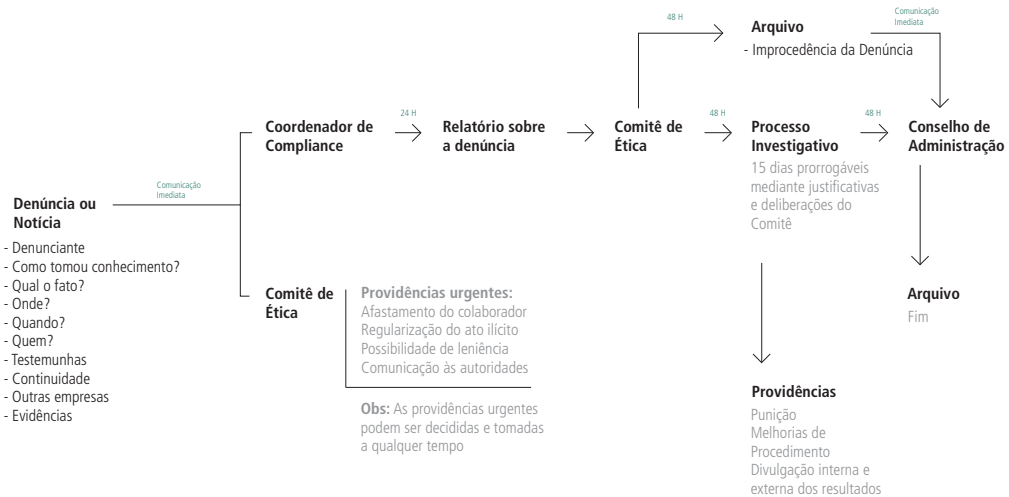 Denúncia ou
Notícia
- Denunciante
- Como tomou conhecimento?
- Qual o fato?
- Onde?
- Quando?
- Quem?
- Testemunhas
- Continuidade
- Outras empresas
- Evidências
Comunicação
Imediata
Coordenador de
Compliance
24 H
Relatório sobre
a denúncia
Comitê de
Ética
48 H
Arquivo
- Improcedência da Denúncia
Comunicação
Imediata
48 H
Processo
Investigativo
15 dias prorrogáveis
mediante justificativas
e deliberações do
Comitê
48 H
Conselho de
Administração
Arquivo
Fim
Providências
Punição
Melhorias de
Procedimento
Divulgação interna e
externa dos resultados
Comitê de
Ética
Providências urgentes:
Afastamento do colaborador
Regularização do ato ilícito
Possibilidade de leniência
Comunicação às autoridades
Obs: As providências urgentes
podem ser decididas e tomadas
a qualquer tempo